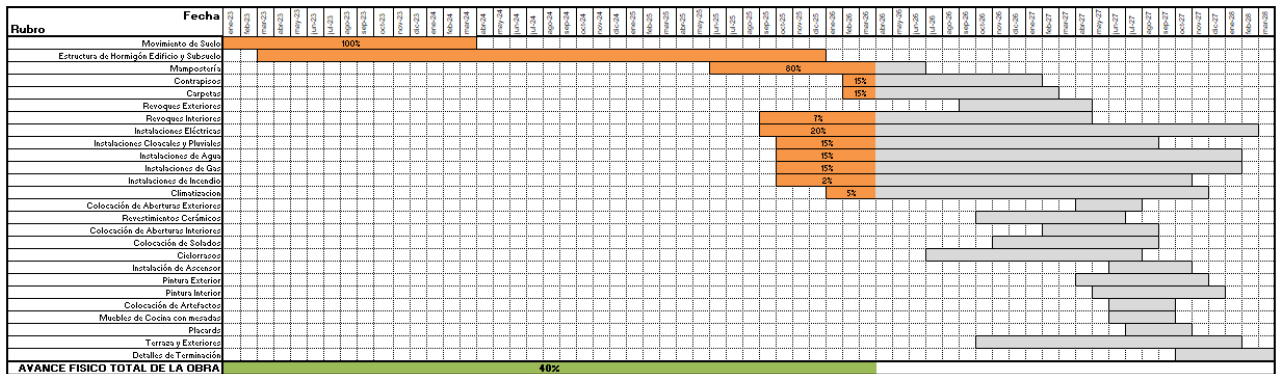 Fecha
Rubro
ene-23 feb-23 mar-23 abr-23 may-23 jun-23 jul-23 ago-23 sep-23 oct-23 nov-23 dic-23 ene-24 feb-24 mar-24 abr-24 may-24 jun-24 jul-24 ago-24 sep-24 oct-24 nov-24 dic-24 ene-25 feb-25 mar-25 abr-25 may-25 jun-25 jul-25 ago-25 sep-25 oct-25 nov-25 dic-25 ene-26 feb-26 mar-26 abr-26 may-26 jun-26 jul-26 ago-26 sep-26 oct-26 nov-26 dic-26 ene-27 feb-27 mar-27 abr-27 may-27 jun-27 jul-27 ago-27 sep-27 oct-27 nov-27 dic-27 ene-28 feb-28 mar-28
Movimiento de Suelo 100%
Estructura de Hormigón Edificio y Subsuelo
Mampostería 80%
Contrapisos 15%
Carpetas 15%
Revoques Exteriores
Revoques Interiores 7%
Instalaciones Eléctricas 20%
Instalaciones Cloacales y Pluviales 15%
Instalaciones de Agua 15%
Instalaciones de Gas 15%
Instalaciones de Incendio 2%
Climatizacion 5%
Colocación de Aberturas Exteriores
Revestimientos Cerámicos
Colocación de Aberturas Interiores
Colocación de Solados
Cielorrasos
Instalación de Ascensor
Pintura Exterior
Pintura Interior
Colocación de Artefactos
Muebles de Cocina con mesadas
Placards
Terraza y Exteriores
Detalles de Terminación
AVANCE FISICO TOTAL DE LA OBRA 40%